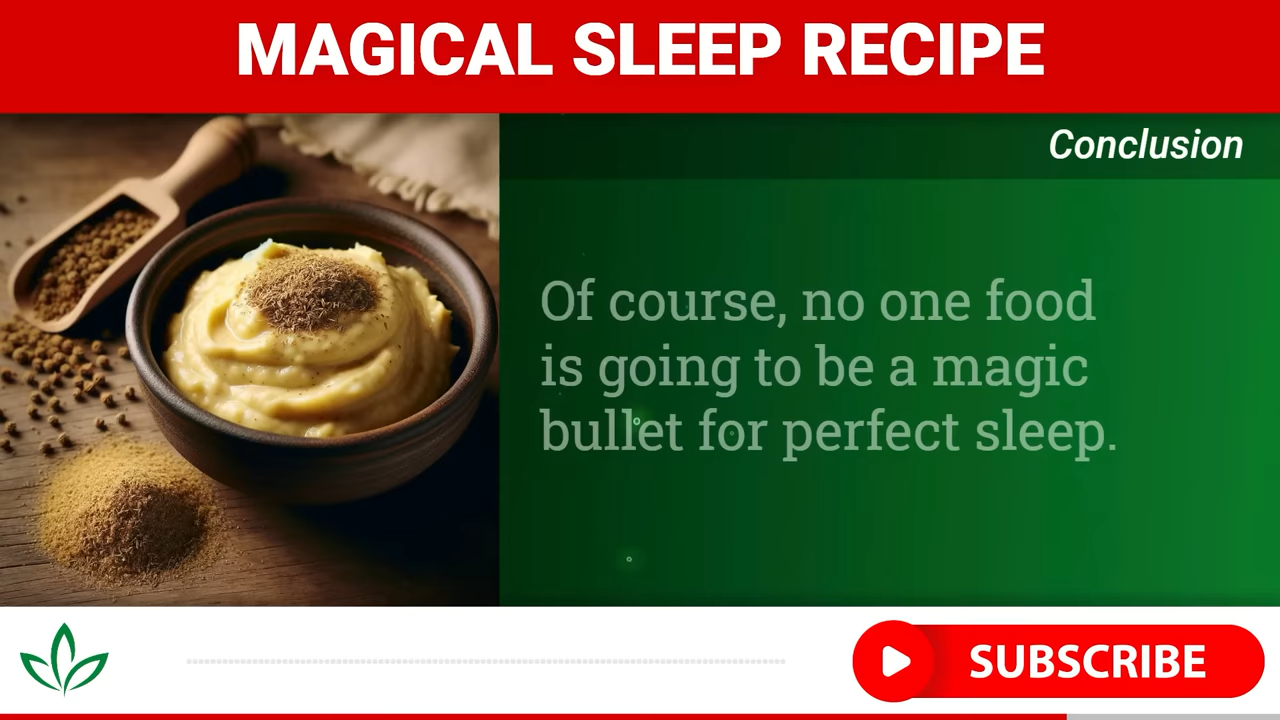 MAGICAL SLEEP RECIPE
Conclusion
Of course, no one food
is going to be a magic
bullet for perfect sleep.
SUBSCRIBE